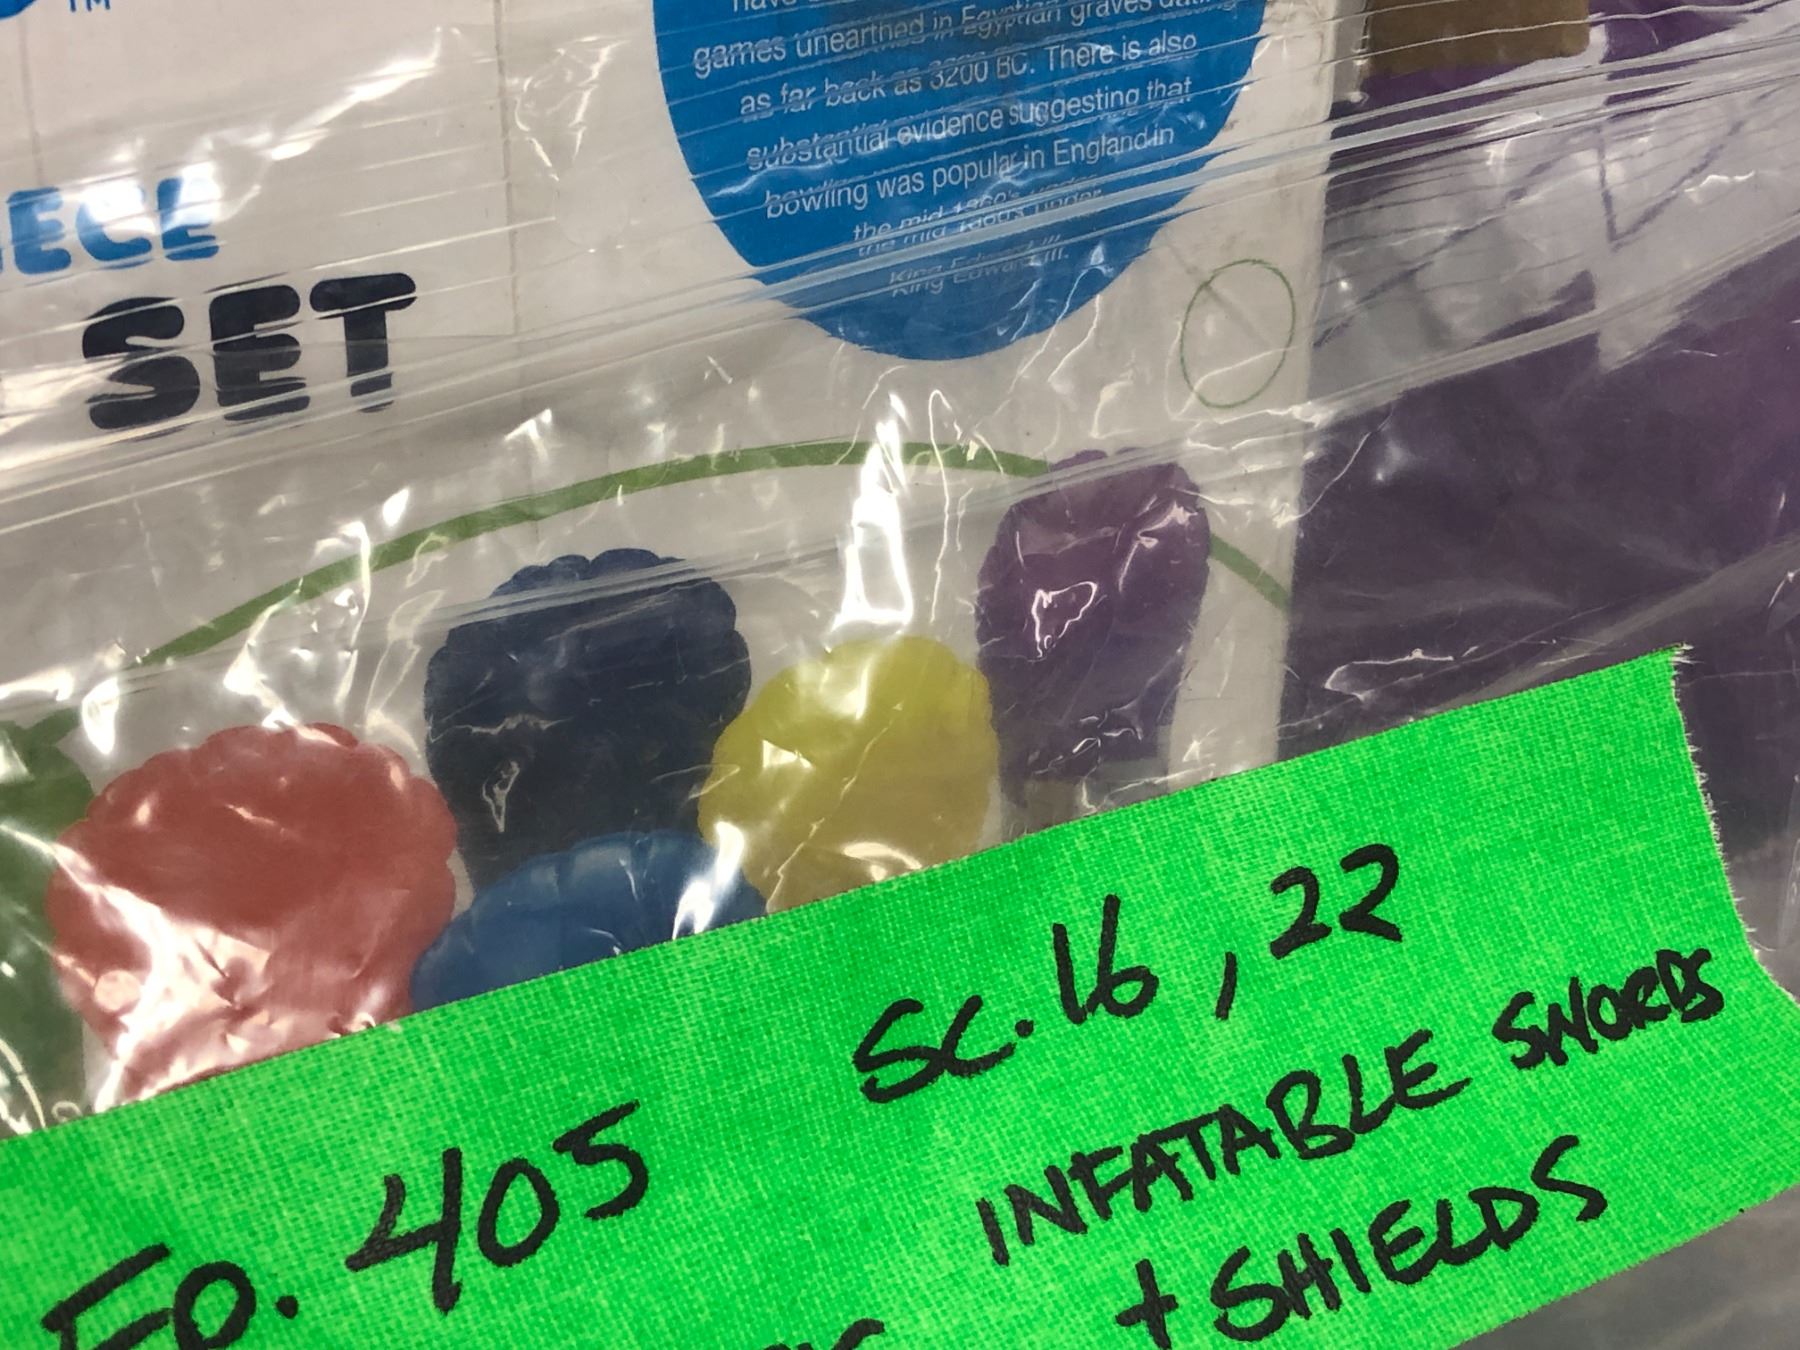 TM
games unearthed in Egyptian graves
as far back as 3200 BC. There is also
substantial evidence suggesting that
bowling was popular in England in
the mid 1360's under
King Edward III.
SET
SC. 16, 22
EP. 405
INFATABLE SWORDS
+ SHIELDS